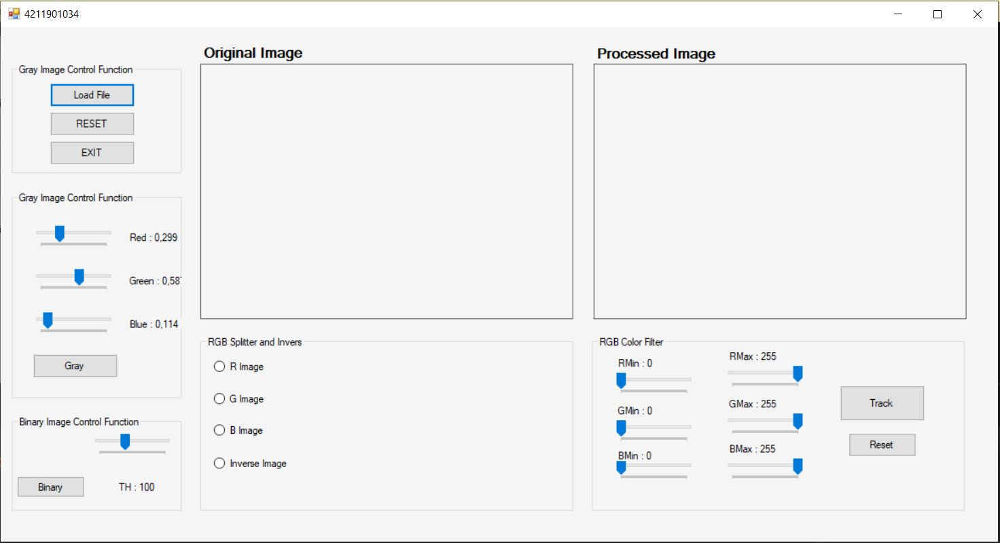 4211901034
Original Image
Processed Image
Gray Image Control Function
Load File
RESET
EXIT
Gray Image Control Function
Red : 0,299
Green : 0,58
Blue : 0,114
Gray
Binary Image Control Function
Binary
TH : 100
RGB Splitter and Invers
R Image
G Image
B Image
Inverse Image
RGB Color Filter
RMin : 0
RMax : 255
GMin : 0
GMax : 255
BMin : 0
BMax : 255
Track
Reset